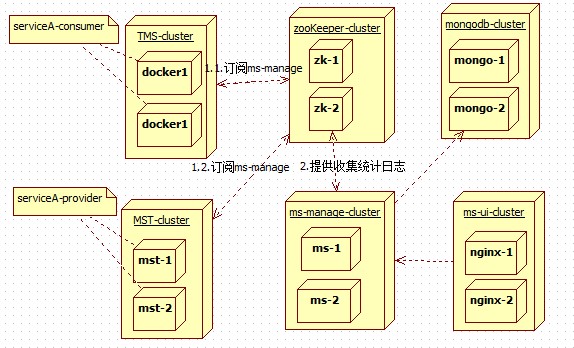 serviceA-consumer
TMS-cluster
docker1
docker1
zooKeeper-cluster
zk-1
zk-2
mongodb-cluster
mongo-1
mongo-2
1.1.订阅ms-manage
1.2.订阅ms-manage
2.提供收集统计日志
serviceA-provider
MST-cluster
mst-1
mst-2
ms-manage-cluster
ms-1
ms-2
ms-ui-cluster
nginx-1
nginx-2